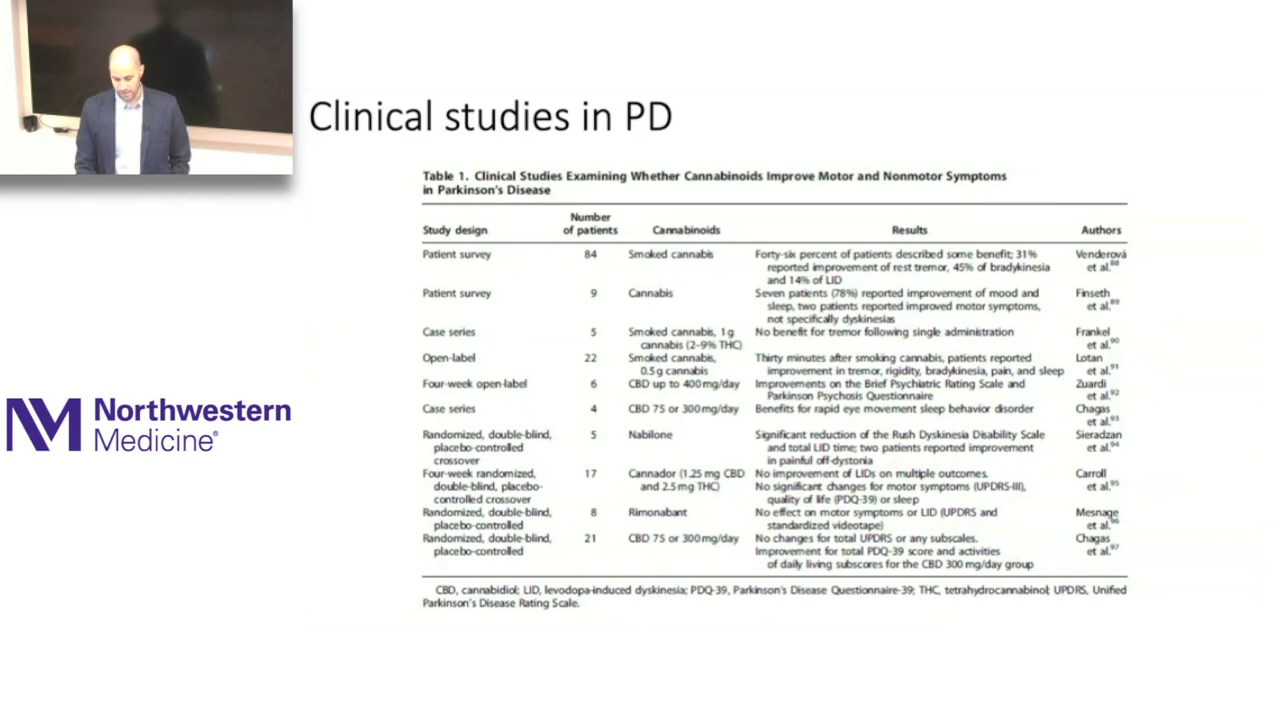 Clinical studies in PD
Table 1. Clinical Studies Examining Whether Cannabinoids Improve Motor and Nonmotor Symptoms
in Parkinson's Disease
Study design
Number
of patients
Cannabinoids
Results
Authors
Patient survey
84
Smoked cannabis
Forty-six percent of patients described some benefit; 31%
reported improvement of rest tremor, 45% of bradykinesia
and 14% of LID
Venderová
et al.88
Patient survey
9
Cannabis
Seven patients (78%) reported improvement of mood and
sleep, two patients reported improved motor symptoms,
not specifically dyskinesias
Finseth
et al.89
Case series
5
Smoked cannabis, 1 g
cannabis (2–9% THC)
No benefit for tremor following single administration
Frankel
et al.90
Open-label
22
Smoked cannabis,
0.5 g cannabis
Thirty minutes after smoking cannabis, patients reported
improvement in tremor, rigidity, bradykinesia, pain, and sleep
Lotan
et al.91
Four-week open-label
6
CBD up to 400 mg/day
Improvements on the Brief Psychiatric Rating Scale and
Parkinson Psychosis Questionnaire
Zuardi
et al.92
Case series
4
CBD 75 or 300 mg/day
Benefits for rapid eye movement sleep behavior disorder
Chagas
et al.93
Randomized, double-blind,
placebo-controlled
crossover
5
Nabilone
Significant reduction of the Rush Dyskinesia Disability Scale
and total LID time; two patients reported improvement
in painful off-dystonia
Sieradzan
et al.94
Four-week randomized,
double-blind, placebo-
controlled crossover
17
Cannador (1.25 mg CBD
and 2.5 mg THC)
No improvement of LIDs on multiple outcomes.
No significant changes for motor symptoms (UPDRS-III),
quality of life (PDQ-39) or sleep
Carroll
et al.95
Randomized, double-blind,
placebo-controlled
8
Rimonabant
No effect on motor symptoms or LID (UPDRS and
standardized videotape)
Mesnage
et al.96
Randomized, double-blind,
placebo-controlled
21
CBD 75 or 300 mg/day
No changes for total UPDRS or any subscales.
Improvement for total PDQ-39 score and activities
of daily living subscores for the CBD 300 mg/day group
Chagas
et al.97
CBD, cannabidiol; LID, levodopa-induced dyskinesia; PDQ-39, Parkinson's Disease Questionnaire-39; THC, tetrahydrocannabinol; UPDRS, Unified
Parkinson's Disease Rating Scale.
Northwestern
Medicine®